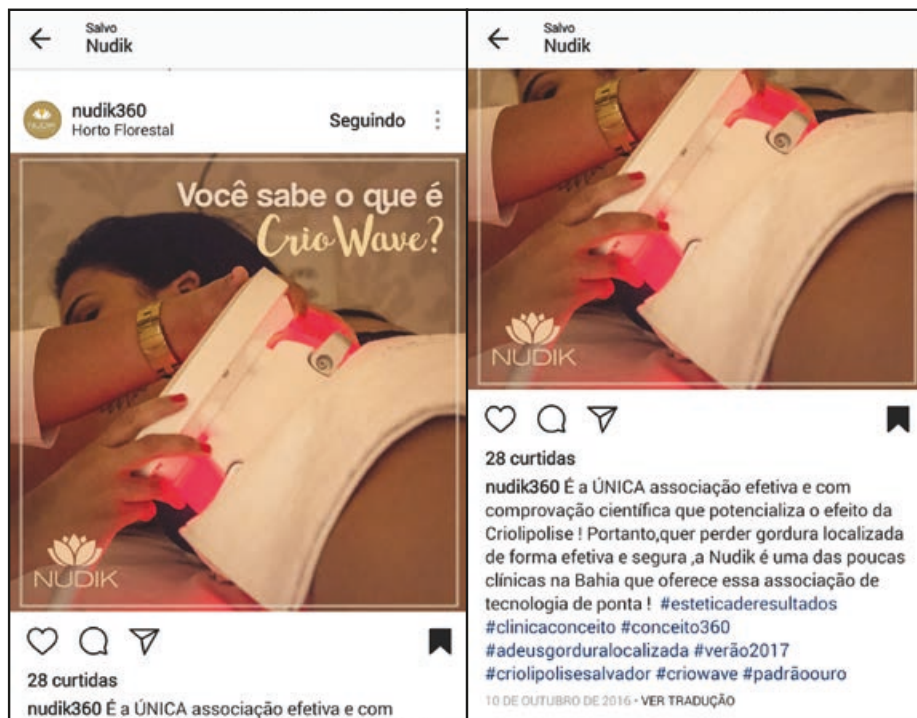 Salvo
Nudik
nudik360
Horto Florestal
Seguindo
Você sabe o que é
CrioWave?
NUDIK
28 curtidas
nudik360 É a ÚNICA associação efetiva e com
Salvo
Nudik
NUDIK
28 curtidas
nudik360 É a ÚNICA associação efetiva e com
comprovação científica que potencializa o efeito da
Criolipolise ! Portanto,quer perder gordura localizada
de forma efetiva e segura ,a Nudik é uma das poucas
clínicas na Bahia que oferece essa associação de
tecnologia de ponta ! #esteticaderesultados
#clinicaconceito #conceito360
#adeusgorduralocalizada #verão2017
#criolipolisesalvador #criowave #padrãoouro
10 DE OUTUBRO DE 2016 • VER TRADUÇÃO